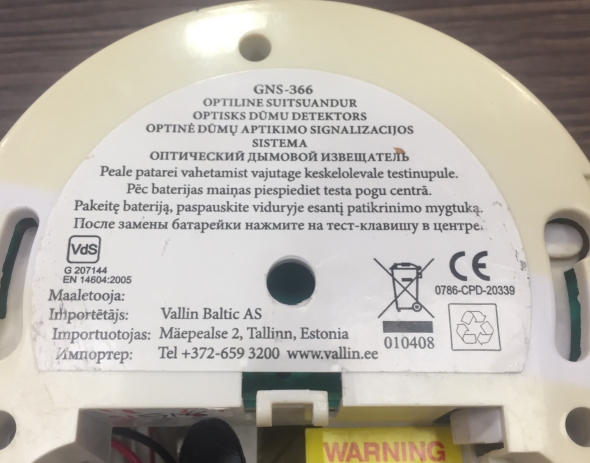 GNS-366
OPTILINE SUITSUANDUR
OPTISKS DŪMU DETEKTORS
OPTINĖ DŪMŲ APTIKIMO SIGNALIZACIJOS
SISTEMA
ОПТИЧЕСКИЙ ДЫМОВОЙ ИЗВЕЩАТЕЛЬ
Peale patarei vahetamist vajutage keskelolevale testinupule.
Pēc baterijas maiņas piespiediet testa pogu centrā.
Pakeitę bateriją, paspauskite viduryje esantį patikrinimo mygtuką.
После замены батарейки нажмите на тест-клавишу в центре.
VdS
G 207144
EN 14604:2005
CE
0786-CPD-20339
010408
Maaletooja:
Importētājs: Vallin Baltic AS
Importuotojas: Mäepealse 2, Tallinn, Estonia
Импортер: Tel +372-659 3200 www.vallin.ee
WARNING